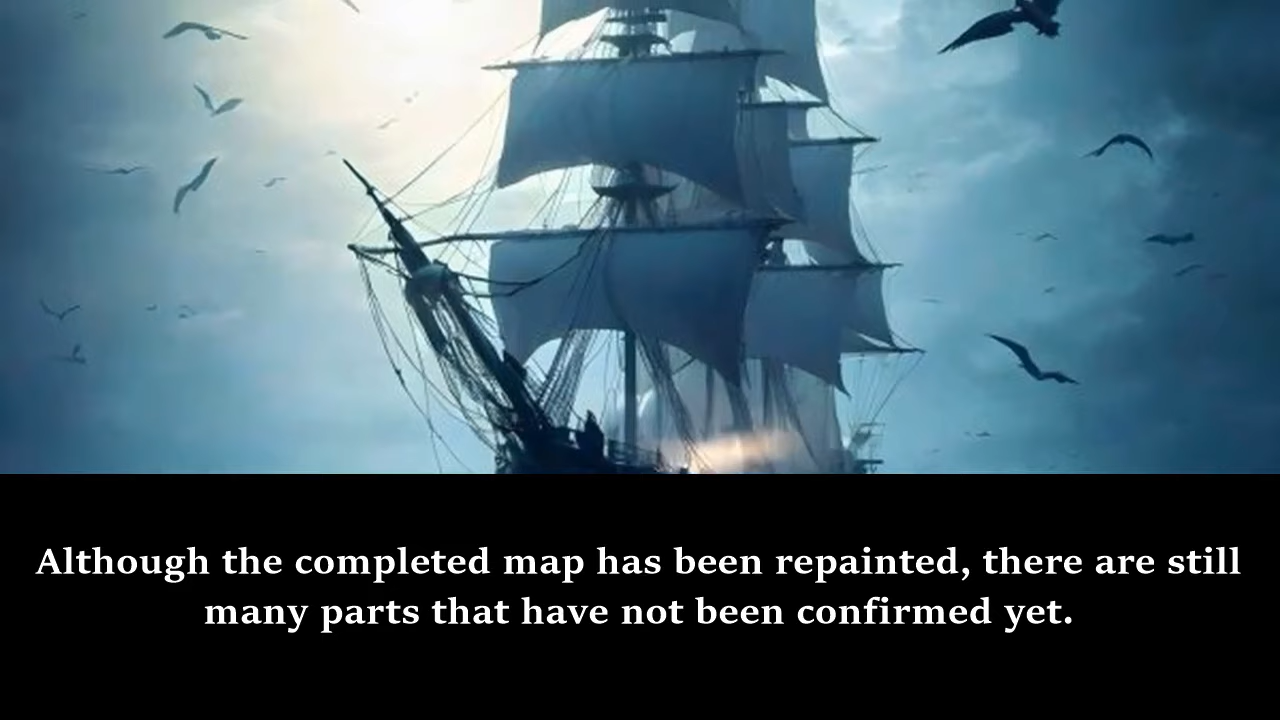 Although the completed map has been repainted, there are still
many parts that have not been confirmed yet.